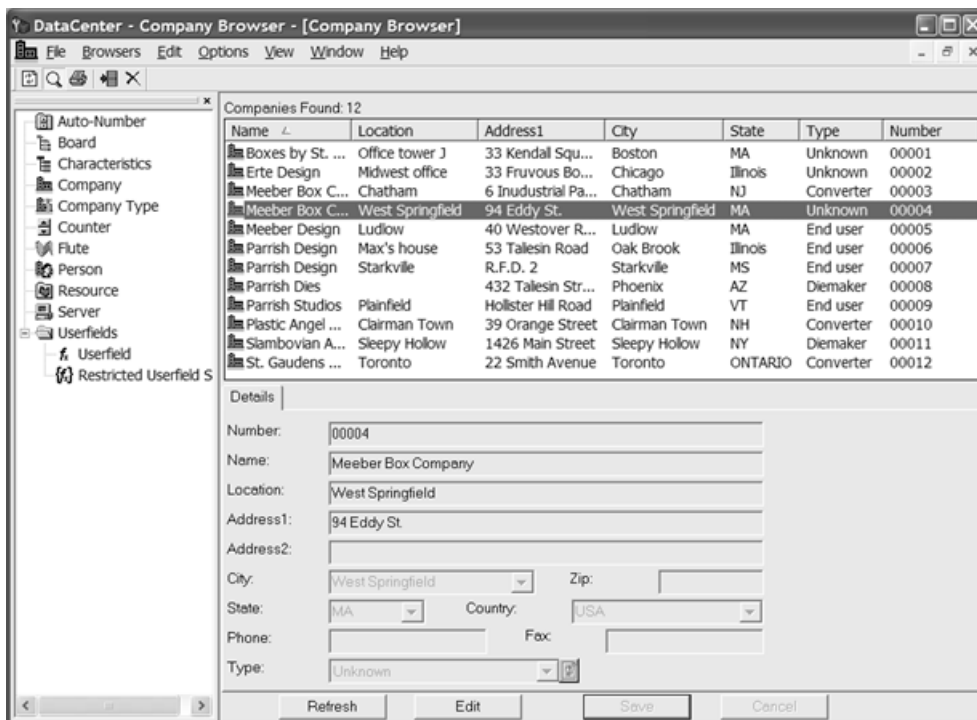 DataCenter - Company Browser - [Company Browser]
File Browsers Edit Options View Window Help
Auto-Number
Board
Characteristics
Company
Company Type
Counter
Flute
Person
Resource
Server
Userfields
Userfield
Restricted Userfield S
Companies Found: 12
Name Location Address1 City State Type Number
Boxes by St. ... Office tower J 33 Kendall Squ... Boston MA Unknown 00001
Erte Design Midwest office 33 Fruvous Bo... Chicago Illinois Unknown 00002
Meeber Box C... Chatham 6 Inudustrial Pa... Chatham NJ Converter 00003
Meeber Box C... West Springfield 94 Eddy St. West Springfield MA Unknown 00004
Meeber Design Ludlow 40 Westover R... Ludlow MA End user 00005
Parrish Design Max's house 53 Talesin Road Oak Brook Illinois End user 00006
Parrish Design Starkville R.F.D. 2 Starkville MS End user 00007
Parrish Dies 432 Talesin Str... Phoenix AZ Diemaker 00008
Parrish Studios Plainfield Hollister Hill Road Plainfield VT End user 00009
Plastic Angel ... Clairman Town 39 Orange Street Clairman Town NH Converter 00010
Slambovian A... Sleepy Hollow 1426 Main Street Sleepy Hollow NY Diemaker 00011
St. Gaudens ... Toronto 22 Smith Avenue Toronto ONTARIO Converter 00012
Details
Number: 00004
Name: Meeber Box Company
Location: West Springfield
Address1: 94 Eddy St.
Address2:
City: West Springfield Zip:
State: MA Country: USA
Phone: Fax:
Type: Unknown
Refresh Edit Save Cancel